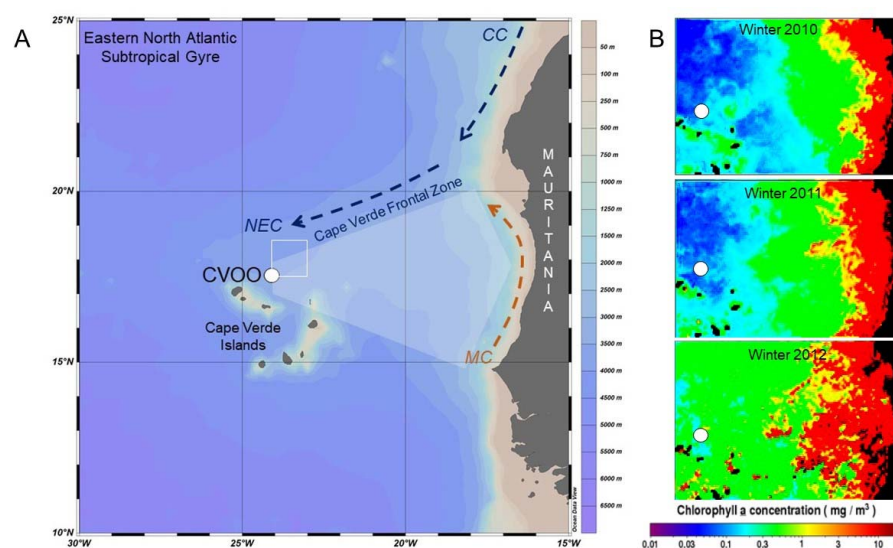 A
Eastern North Atlantic
Subtropical Gyre
CC
NEC
Cape Verde Frontal Zone
CVOO
Cape Verde
Islands
MC
MAURITANIA
25°N
20°N
15°N
10°N
30°W
25°W
20°W
15°W
Ocean Data View
50 m
100 m
250 m
500 m
750 m
1000 m
1250 m
1500 m
1750 m
2000 m
2500 m
3000 m
3500 m
4000 m
4500 m
5000 m
5500 m
6000 m
6500 m
B
Winter 2010
Winter 2011
Winter 2012
Chlorophyll a concentration ( mg / m³ )
0.01 0.03 0.1 0.3 1 3 10